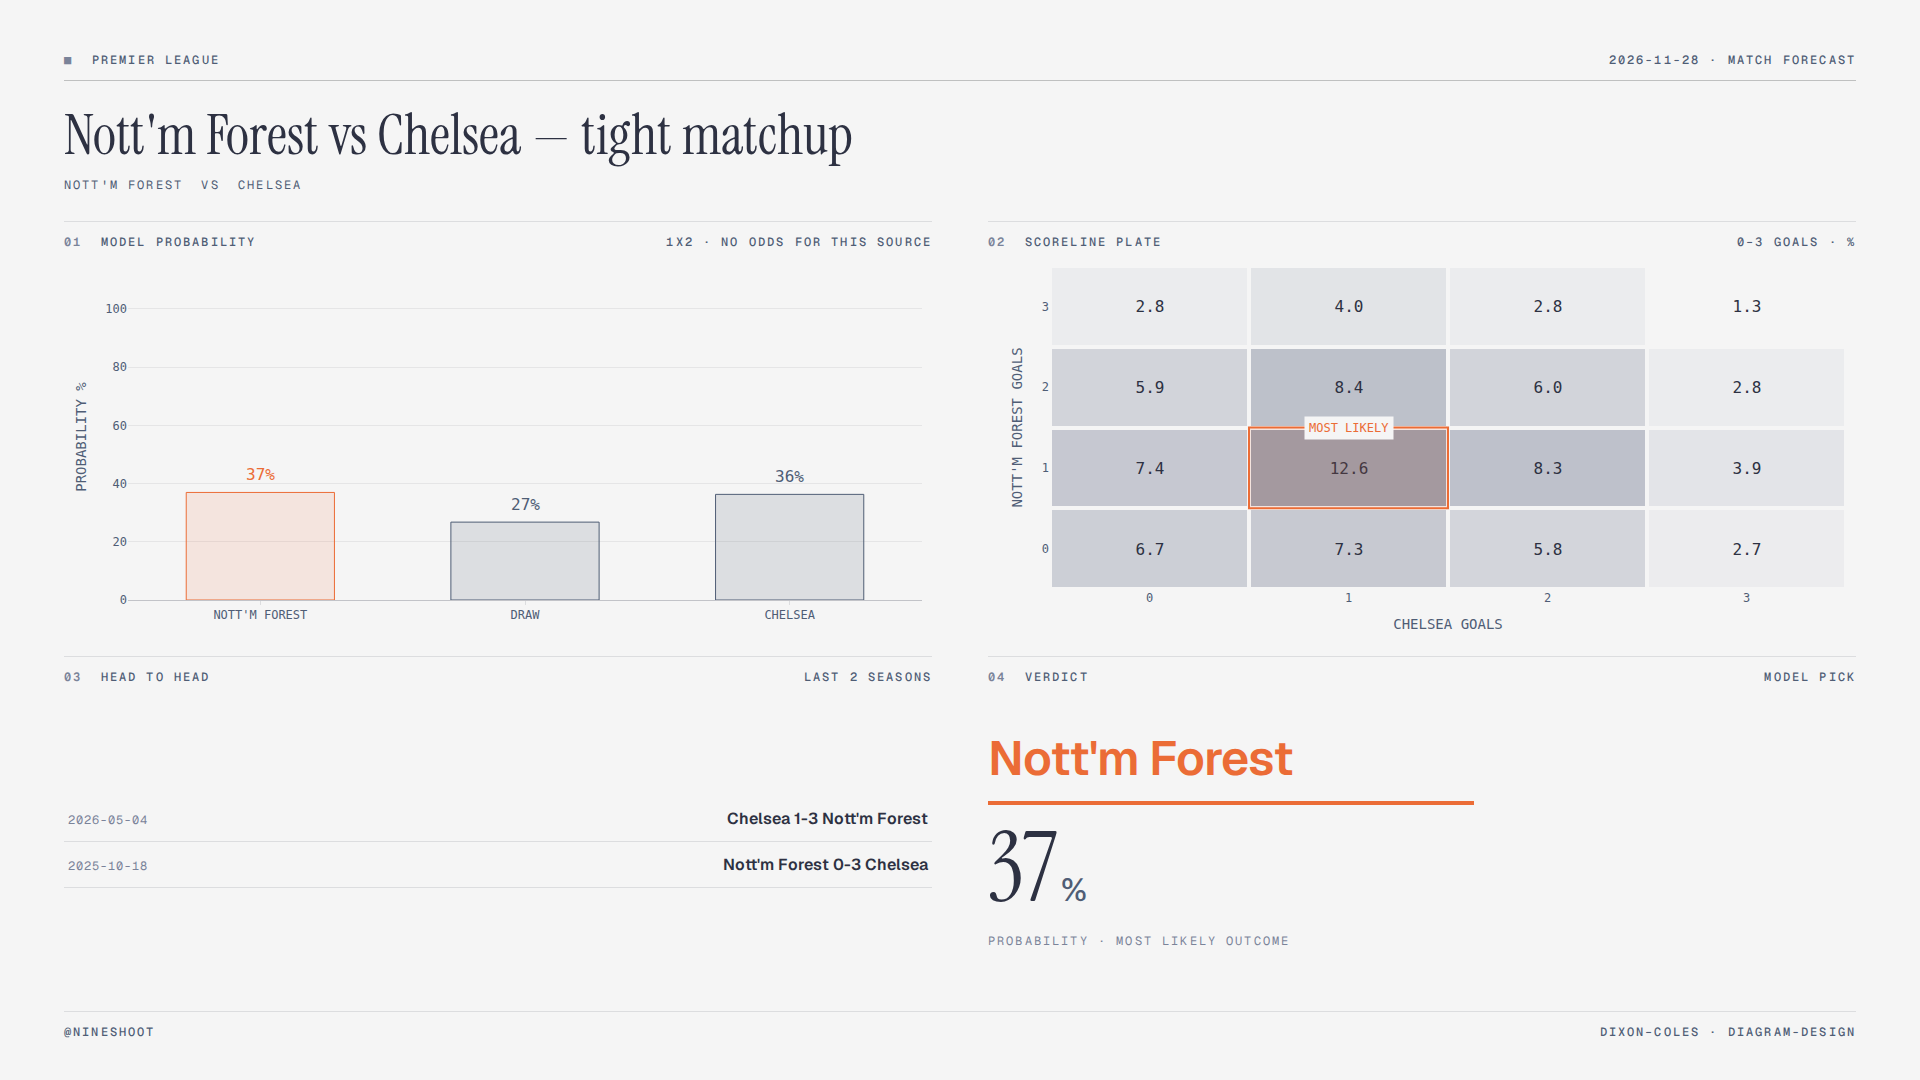 PREMIER LEAGUE
2026-11-28 · MATCH FORECAST
Nott'm Forest vs Chelsea — tight matchup
NOTT'M FOREST VS CHELSEA
01 MODEL PROBABILITY
1X2 · NO ODDS FOR THIS SOURCE
PROBABILITY %
100
80
60
40
20
0
37%
27%
36%
NOTT'M FOREST
DRAW
CHELSEA
02 SCORELINE PLATE
0–3 GOALS · %
NOTT'M FOREST GOALS
3 2.8 4.0 2.8 1.3
2 5.9 8.4 6.0 2.8
MOST LIKELY
1 7.4 12.6 8.3 3.9
0 6.7 7.3 5.8 2.7
0 1 2 3
CHELSEA GOALS
03 HEAD TO HEAD
LAST 2 SEASONS
2026-05-04 Chelsea 1-3 Nott'm Forest
2025-10-18 Nott'm Forest 0-3 Chelsea
04 VERDICT
MODEL PICK
Nott'm Forest
37%
PROBABILITY · MOST LIKELY OUTCOME
@NINESHOOT
DIXON-COLES · DIAGRAM-DESIGN